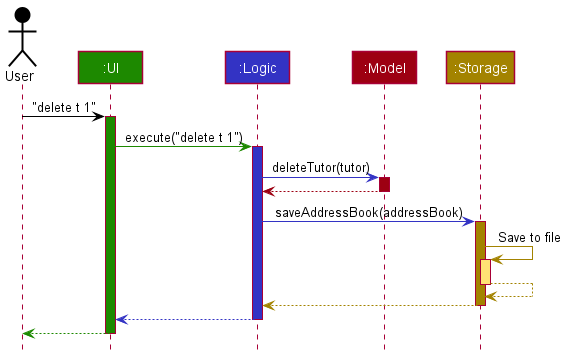 User
:UI
:Logic
:Model
:Storage
"delete t 1"
execute("delete t 1")
deleteTutor(tutor)
saveAddressBook(addressBook)
Save to file